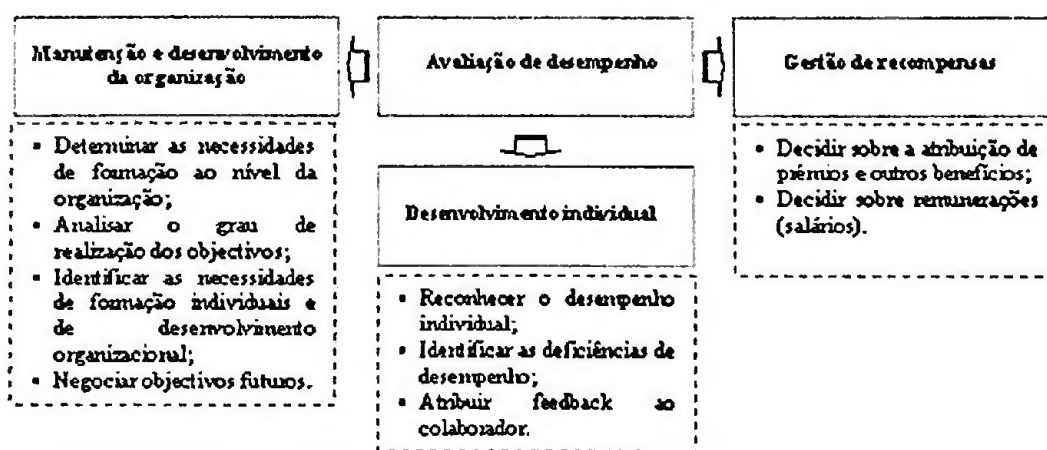 Manutenção e desenvolvimento
da organização
• Determinar as necessidades
de formação ao nível da
organização;
• Analisar o grau de
realização dos objectivos;
• Identificar as necessidades
de formação individuais e
de desenvolvimento
organizacional;
• Negociar objectivos futuros.
Avaliação de desempenho
Desenvolvimento individual
• Reconhecer o desempenho
individual;
• Identificar as deficiências de
desempenho;
• Atribuir feedback ao
colaborador.
Gestão de recompensas
• Decidir sobre a atribuição de
prémios e outros benefícios;
• Decidir sobre remunerações
(salários).